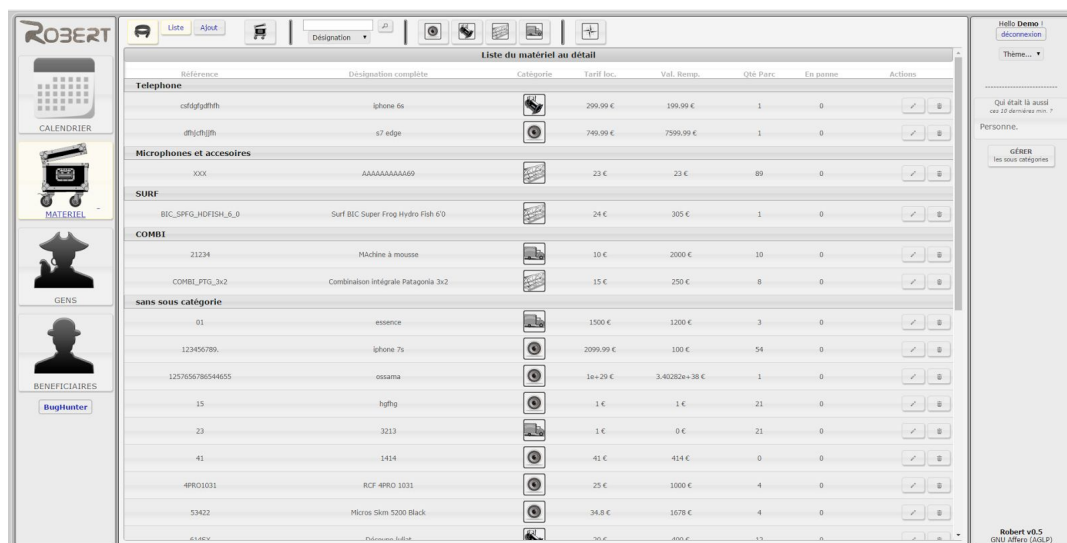 ROBERT
Liste Ajout
Désignation
Hello Demo !
déconnexion
Thème...
Liste du matériel au détail
Référence Désignation complète Catégorie Tarif loc. Val. Remp. Qté Parc En panne Actions
Telephone
csfdgfgdfhfh iphone 6s 299.99 € 199.99 € 1 0
dfhjcfhjjfh s7 edge 749.99 € 7599.99 € 1 0
Microphones et accesoires
XXX AAAAAAAAAA69 23 € 23 € 89 0
SURF
BIC_SPFG_HDFISH_6_0 Surf BIC Super Frog Hydro Fish 6'0 24 € 305 € 1 0
COMBI
21234 MAchine à mousse 10 € 2000 € 10 0
COMBI_PTG_3x2 Combinaison intégrale Patagonia 3x2 15 € 250 € 8 0
sans sous catégorie
01 essence 1500 € 1200 € 3 0
123456789. iphone 7s 2099.99 € 100 € 54 0
1257656786544655 ossama 1e+29 € 3.40282e+38 € 1 0
15 hgfhg 1 € 1 € 21 0
23 3213 1 € 0 € 21 0
41 1414 41 € 414 € 0 0
4PRO1031 RCF 4PRO 1031 25 € 1000 € 4 0
53422 Micros Skm 5200 Black 34.8 € 1678 € 4 0
CALENDRIER
MATERIEL
GENS
BENEFICIAIRES
BugHunter
Qui était là aussi
ces 10 dernières min. ?
Personne.
GÉRER
les sous catégories
Robert v0.5
GNU Affero (AGLP)